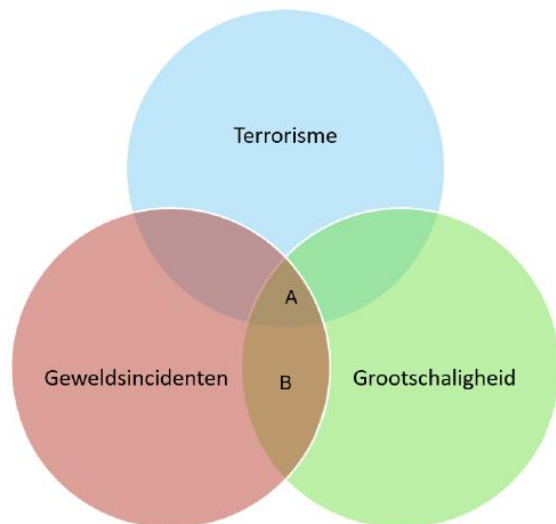 Terrorisme
A
Geweldsincidenten
B
Grootschaligheid